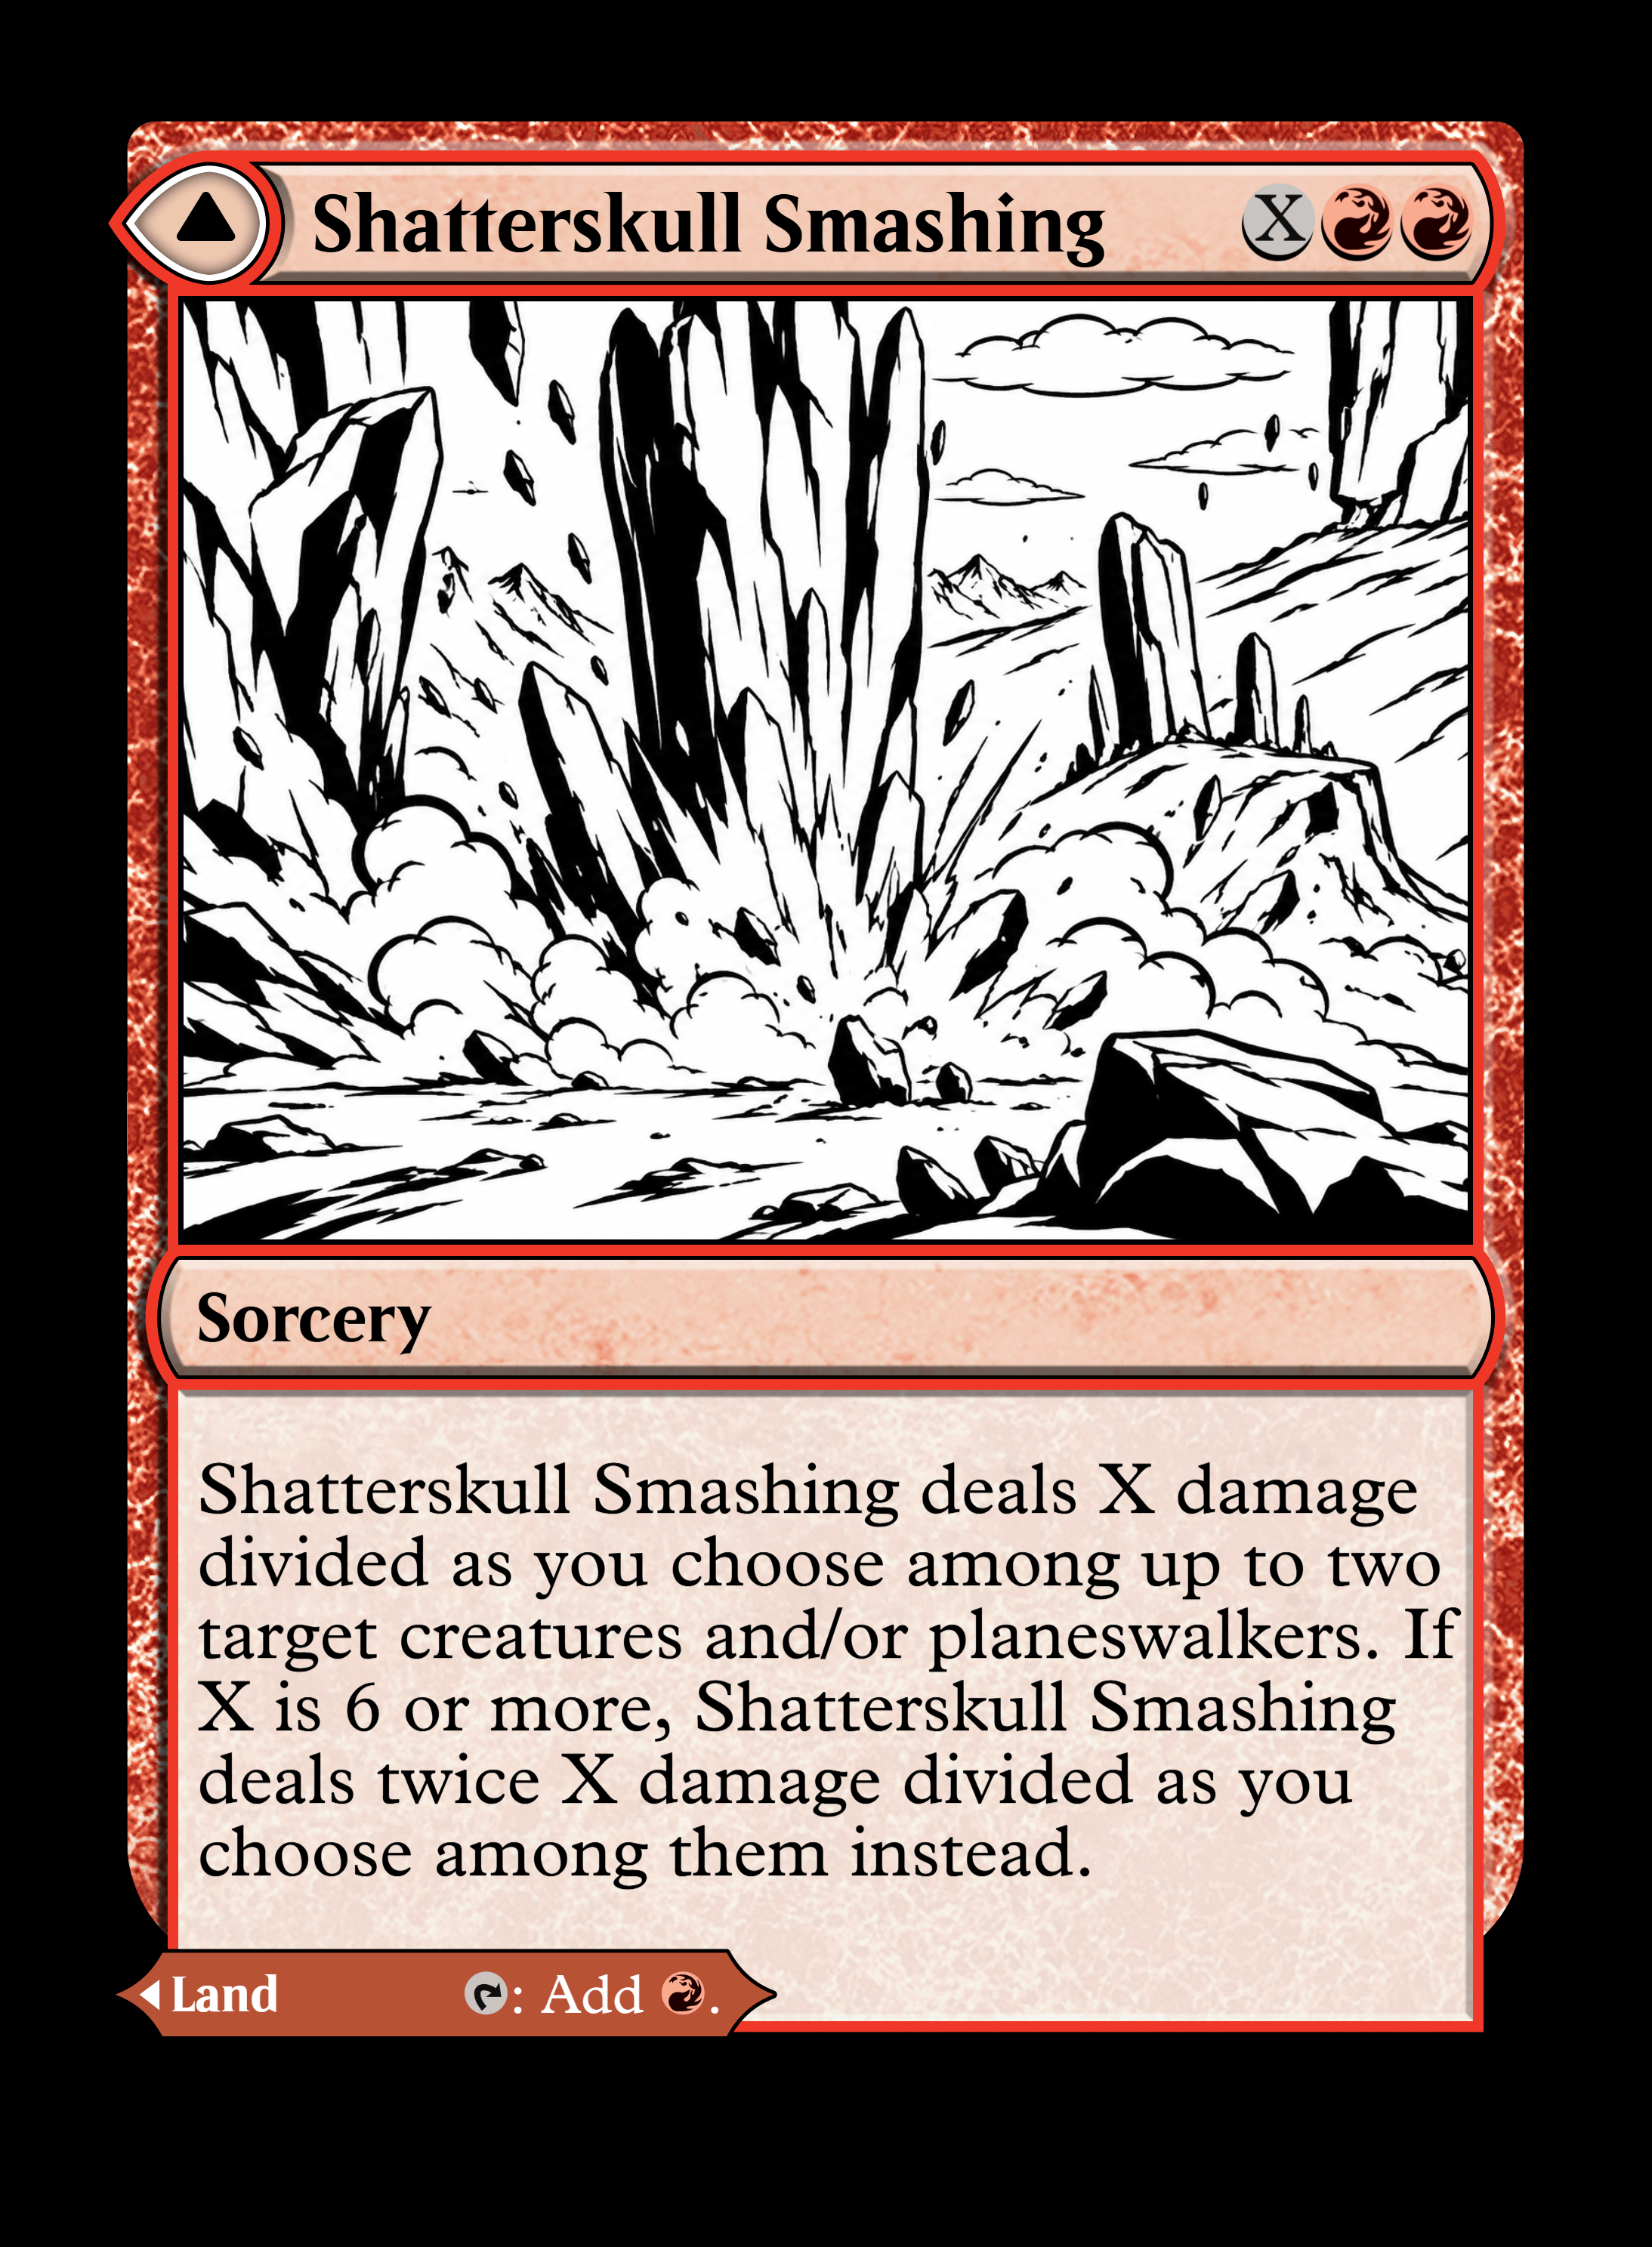 Shatterskull Smashing X
Sorcery
Shatterskull Smashing deals X damage
divided as you choose among up to two
target creatures and/or planeswalkers. If
X is 6 or more, Shatterskull Smashing
deals twice X damage divided as you
choose among them instead.
Land : Add .